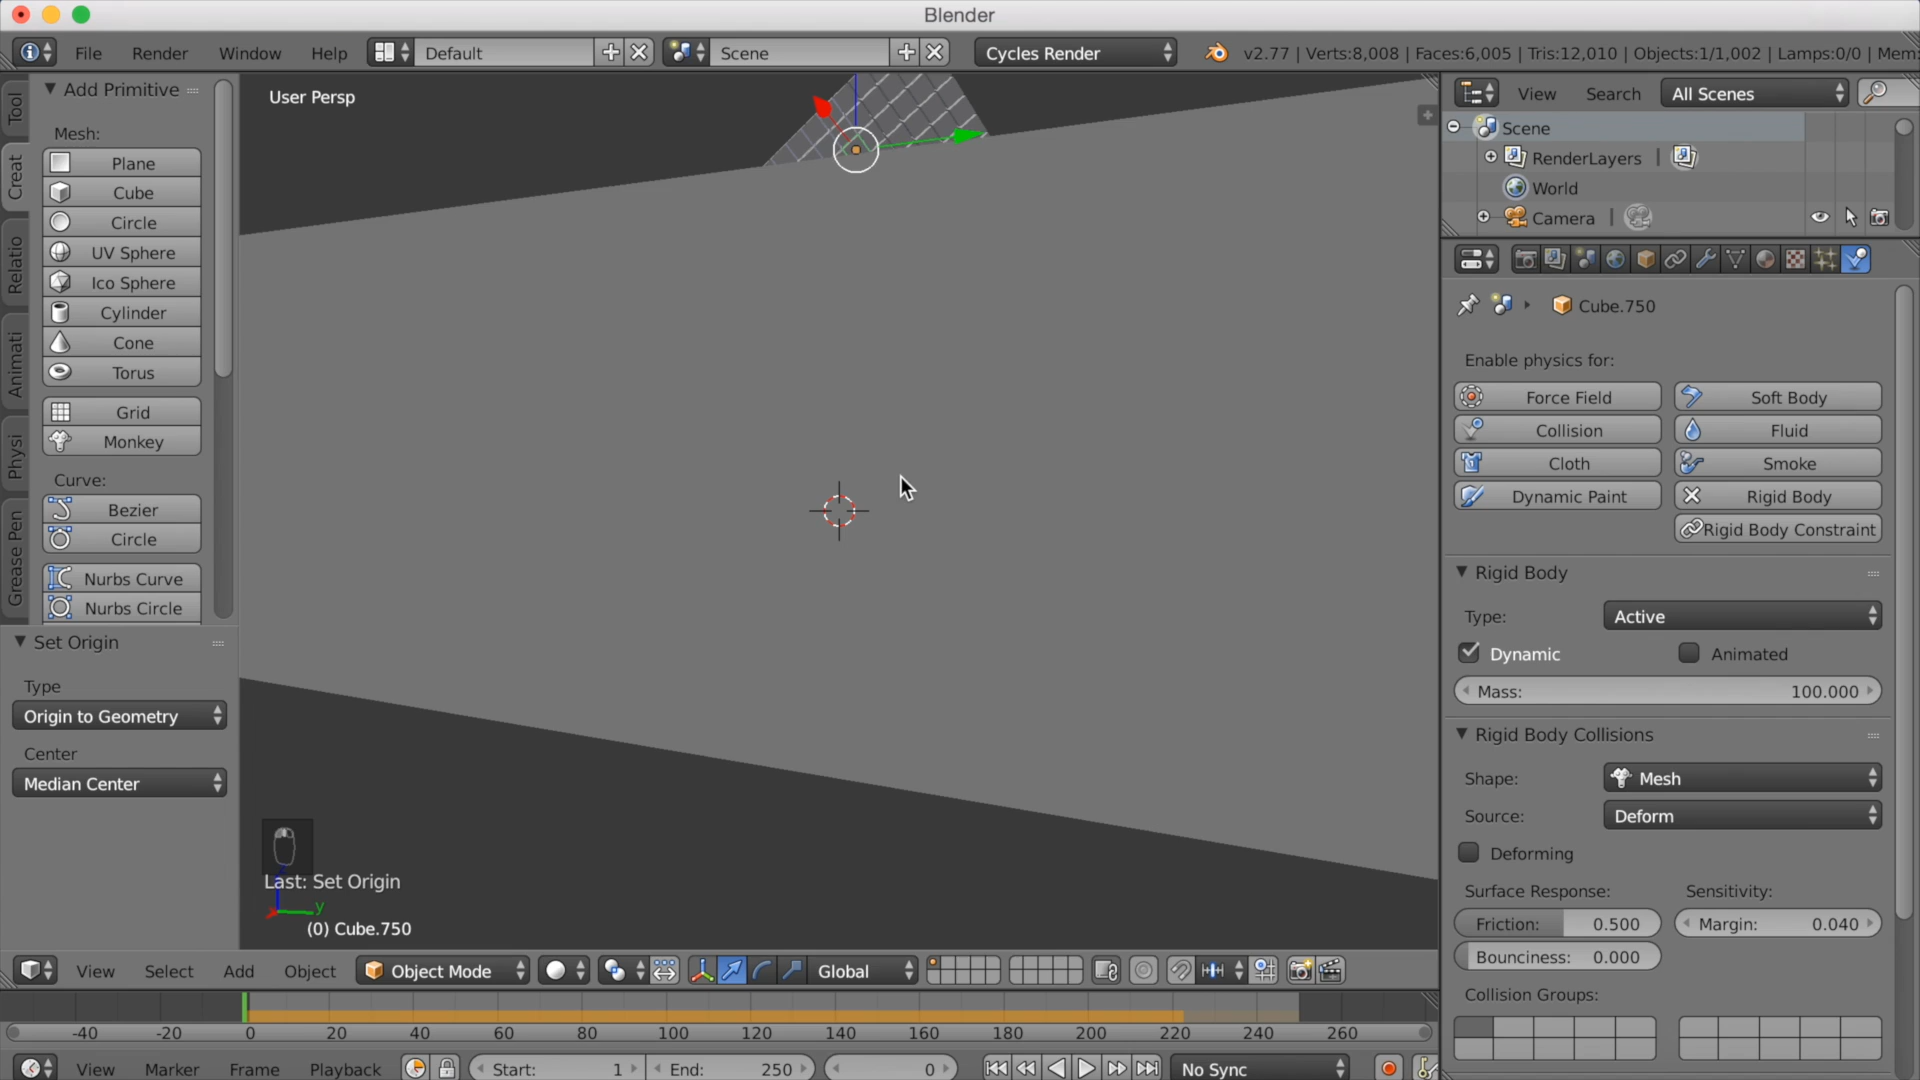 Blender
File Render Window Help Default Scene Cycles Render v2.77 | Verts:8,008 | Faces:6,005 | Tris:12,010 | Objects:1/1,002 | Lamps:0/0 | Mem:
Tool
Creat
Relatio
Animati
Physi
Grease Pen
Add Primitive
Mesh:
Plane
Cube
Circle
UV Sphere
Ico Sphere
Cylinder
Cone
Torus
Grid
Monkey
Curve:
Bezier
Circle
Nurbs Curve
Nurbs Circle
Set Origin
Type
Origin to Geometry
Center
Median Center
User Persp
Last: Set Origin
y
(0) Cube.750
View Search All Scenes
Scene
RenderLayers
World
Camera
Cube.750
Enable physics for:
Force Field Soft Body
Collision Fluid
Cloth Smoke
Dynamic Paint Rigid Body
Rigid Body Constraint
Rigid Body
Type: Active
Dynamic Animated
Mass: 100.000
Rigid Body Collisions
Shape: Mesh
Source: Deform
Deforming
Surface Response: Sensitivity:
Friction: 0.500 Margin: 0.040
Bounciness: 0.000
Collision Groups:
View Select Add Object Object Mode Global
-40 -20 0 20 40 60 80 100 120 140 160 180 200 220 240 260
View Marker Frame Playback Start: 1 End: 250 0 No Sync